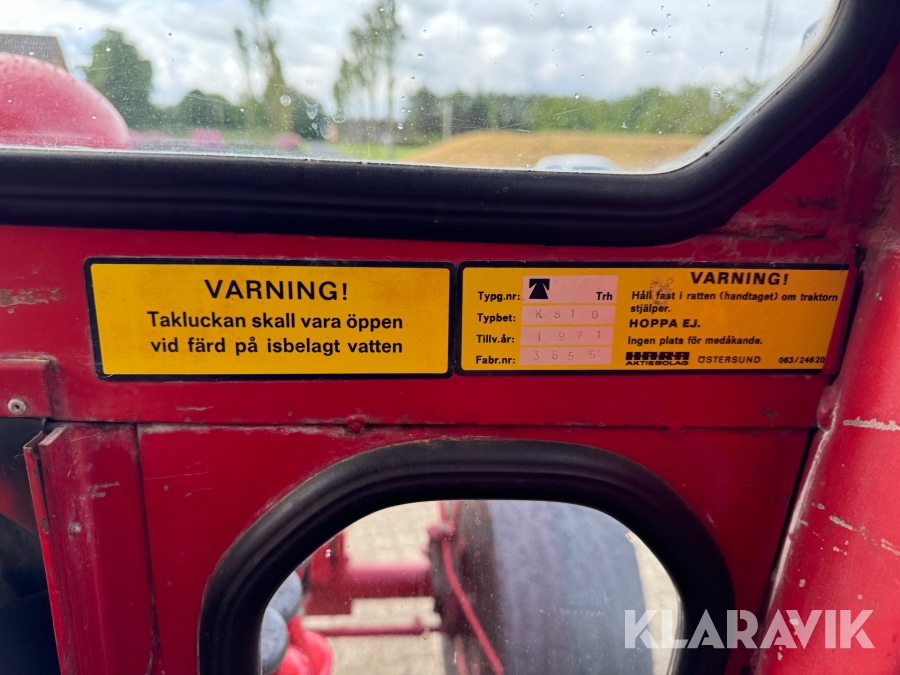 VARNING!
Takluckan skall vara öppen
vid färd på isbelagt vatten
Typg.nr: Trh
Typbet: K810
Tillv.år: 1971
Fabr.nr: 3855
VARNING!
Håll fast i ratten (handtaget) om traktorn
stjälper.
HOPPA EJ.
Ingen plats för medåkande.
HARA
AKTIEBOLAG
ÖSTERSUND 063/24620
KLARAVIK